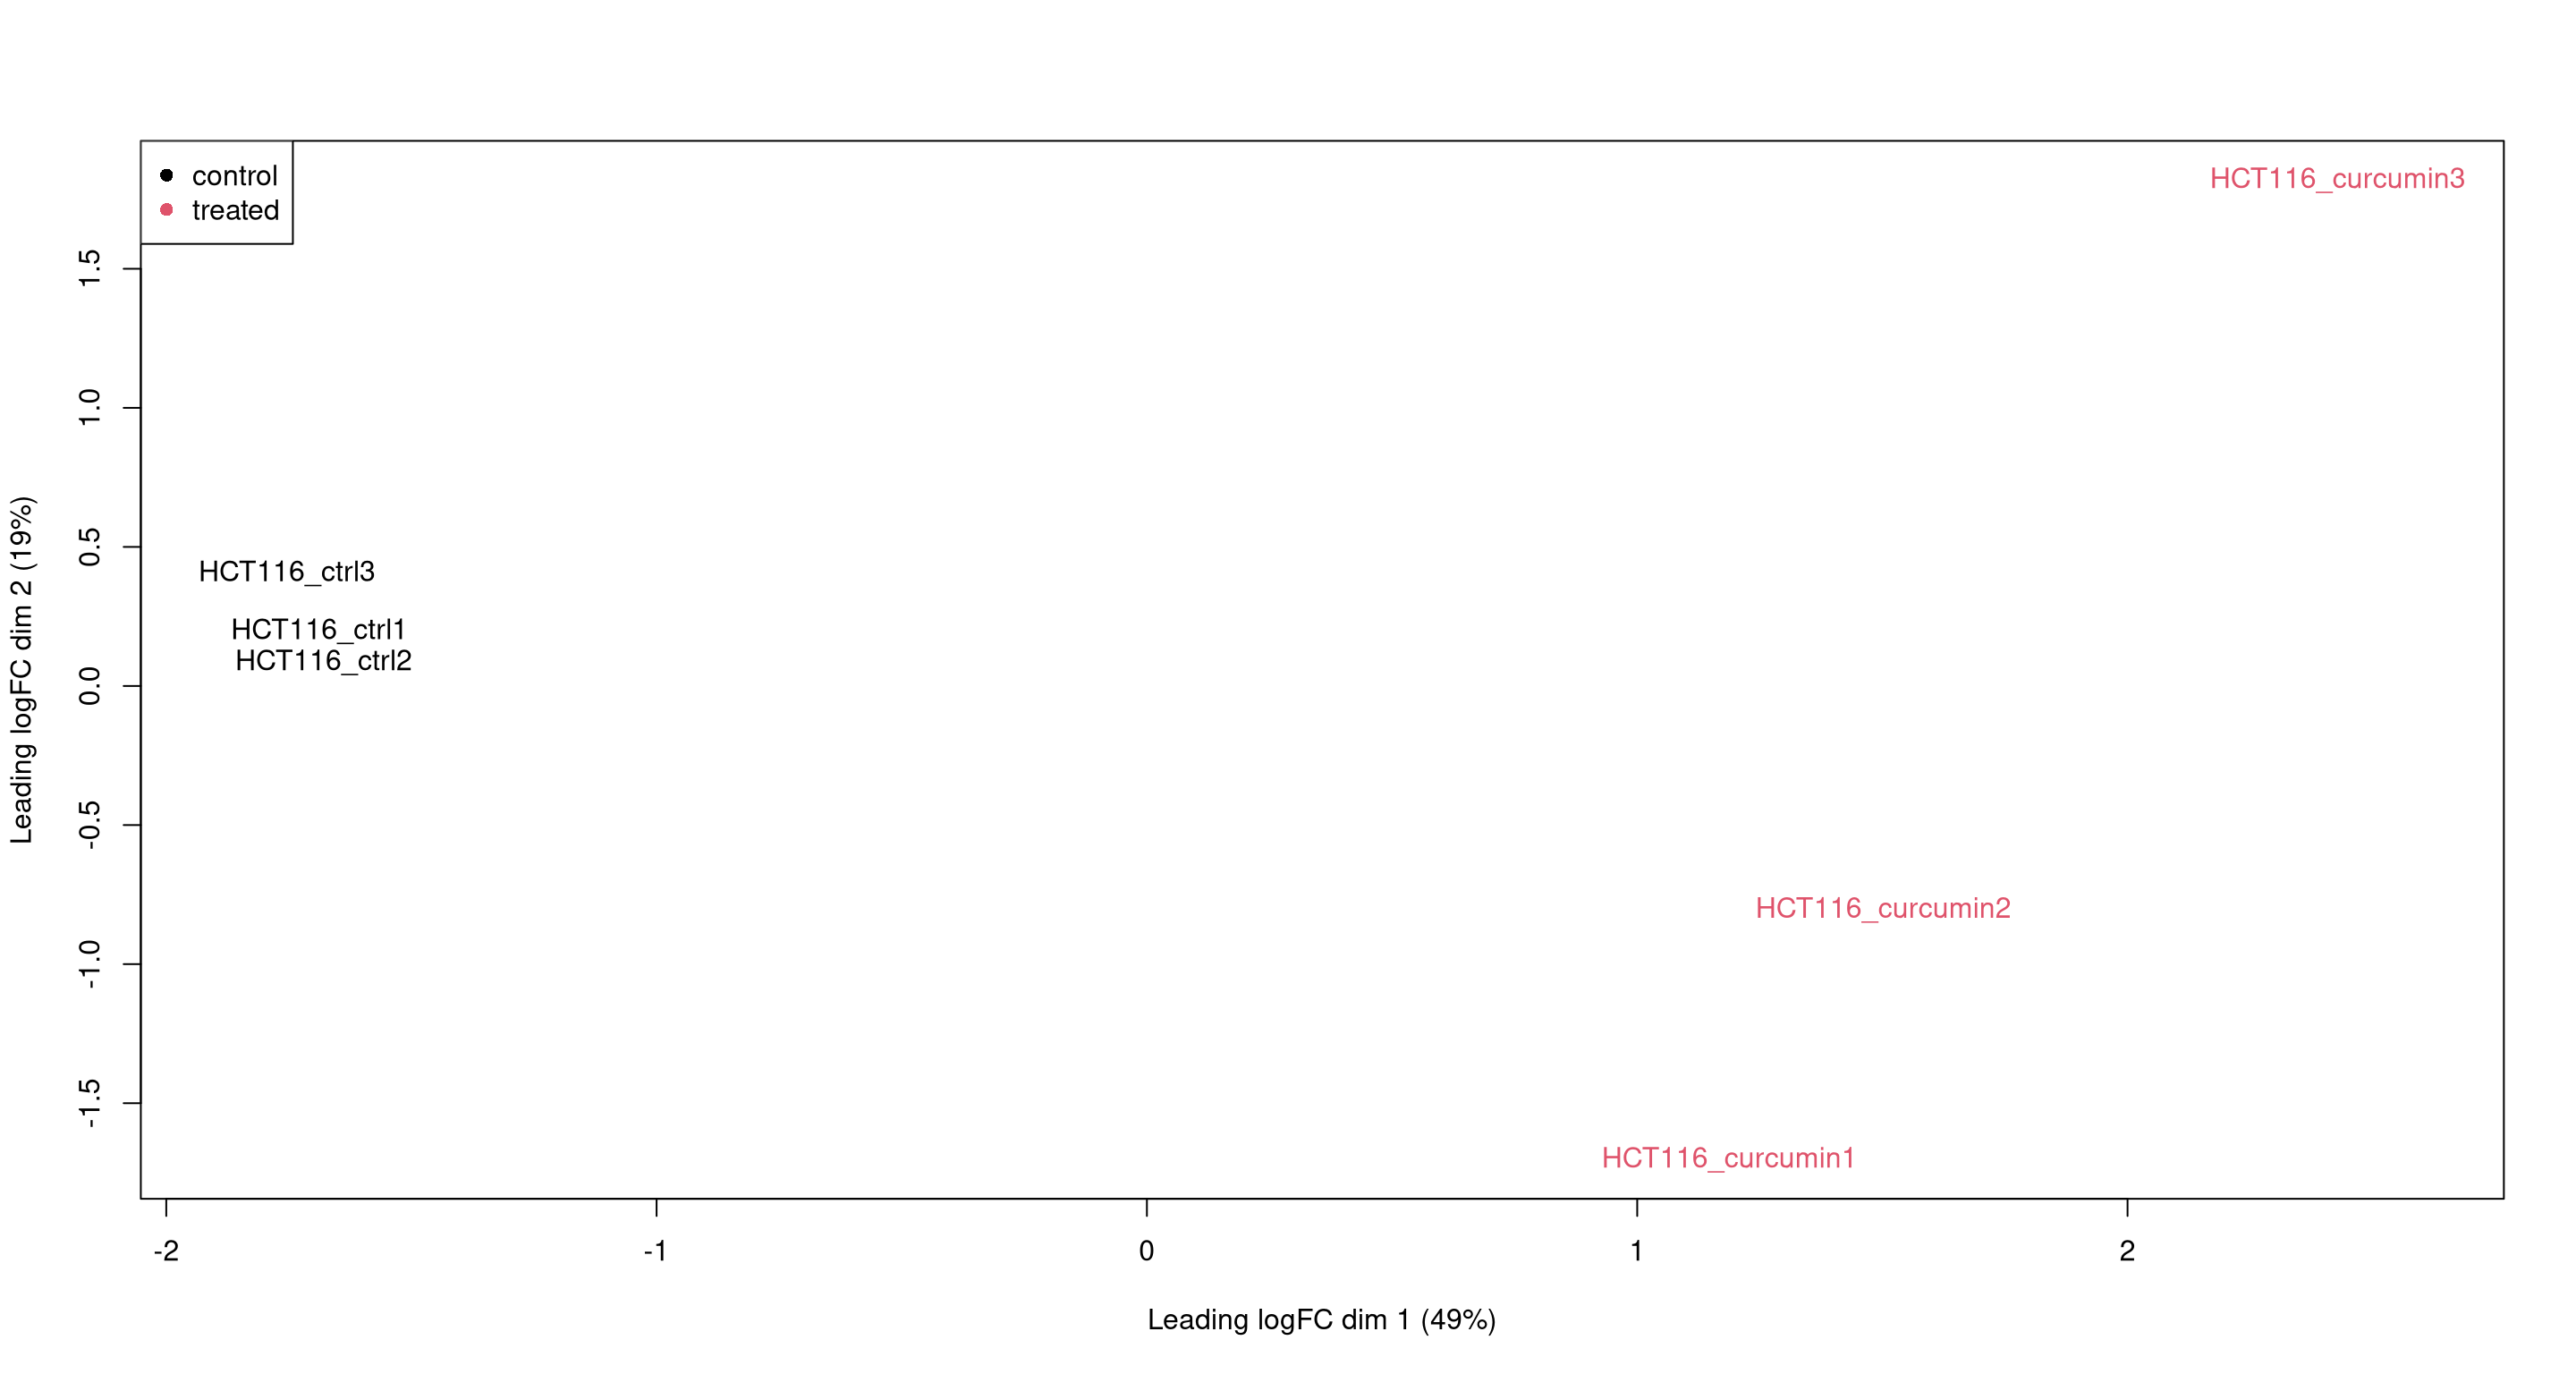 control
treated
HCT116_curcumin3
HCT116_ctrl3
HCT116_ctrl1
HCT116_ctrl2
HCT116_curcumin2
HCT116_curcumin1
Leading logFC dim 2 (19%)
1.5
1.0
0.5
0.0
-0.5
-1.0
-1.5
-2 -1 0 1 2
Leading logFC dim 1 (49%)